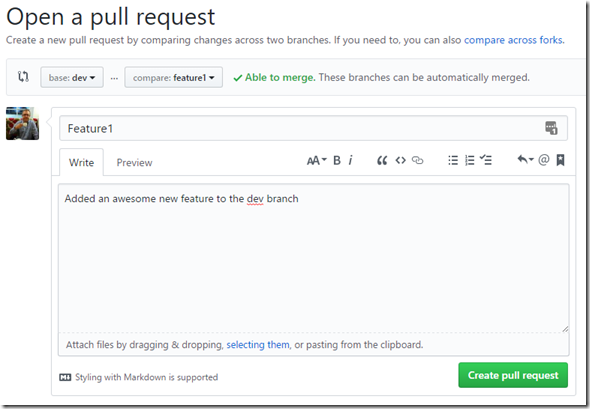 Open a pull request
Create a new pull request by comparing changes across two branches. If you need to, you can also compare across forks.
base: dev ... compare: feature1 Able to merge. These branches can be automatically merged.
Feature1
Write Preview AA B i
Added an awesome new feature to the dev branch
Attach files by dragging & dropping, selecting them, or pasting from the clipboard.
Styling with Markdown is supported
Create pull request